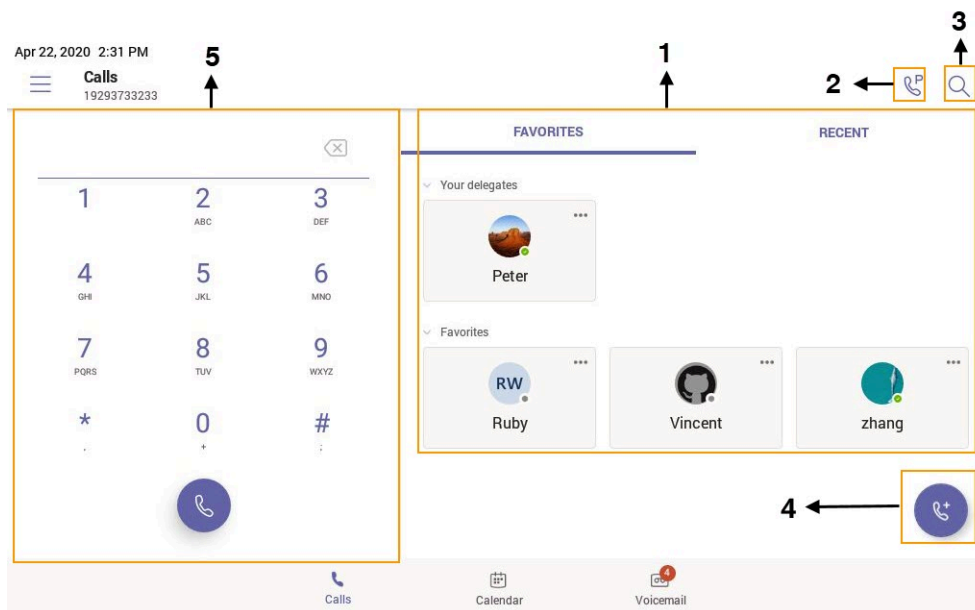 3
Apr 22, 2020 2:31 PM
5
1
Calls
2
19293733233
P
FAVORITES
RECENT
Your delegates
1
2
3
ABC
DEF
Peter
4
5
6
GHI
JKL
MNO
Favorites
7
8
9
PQRS
TUV
WXYZ
RW
Ruby
Vincent
zhang
*
0
#
,
+
;
4
4
Calls
Calendar
Voicemail